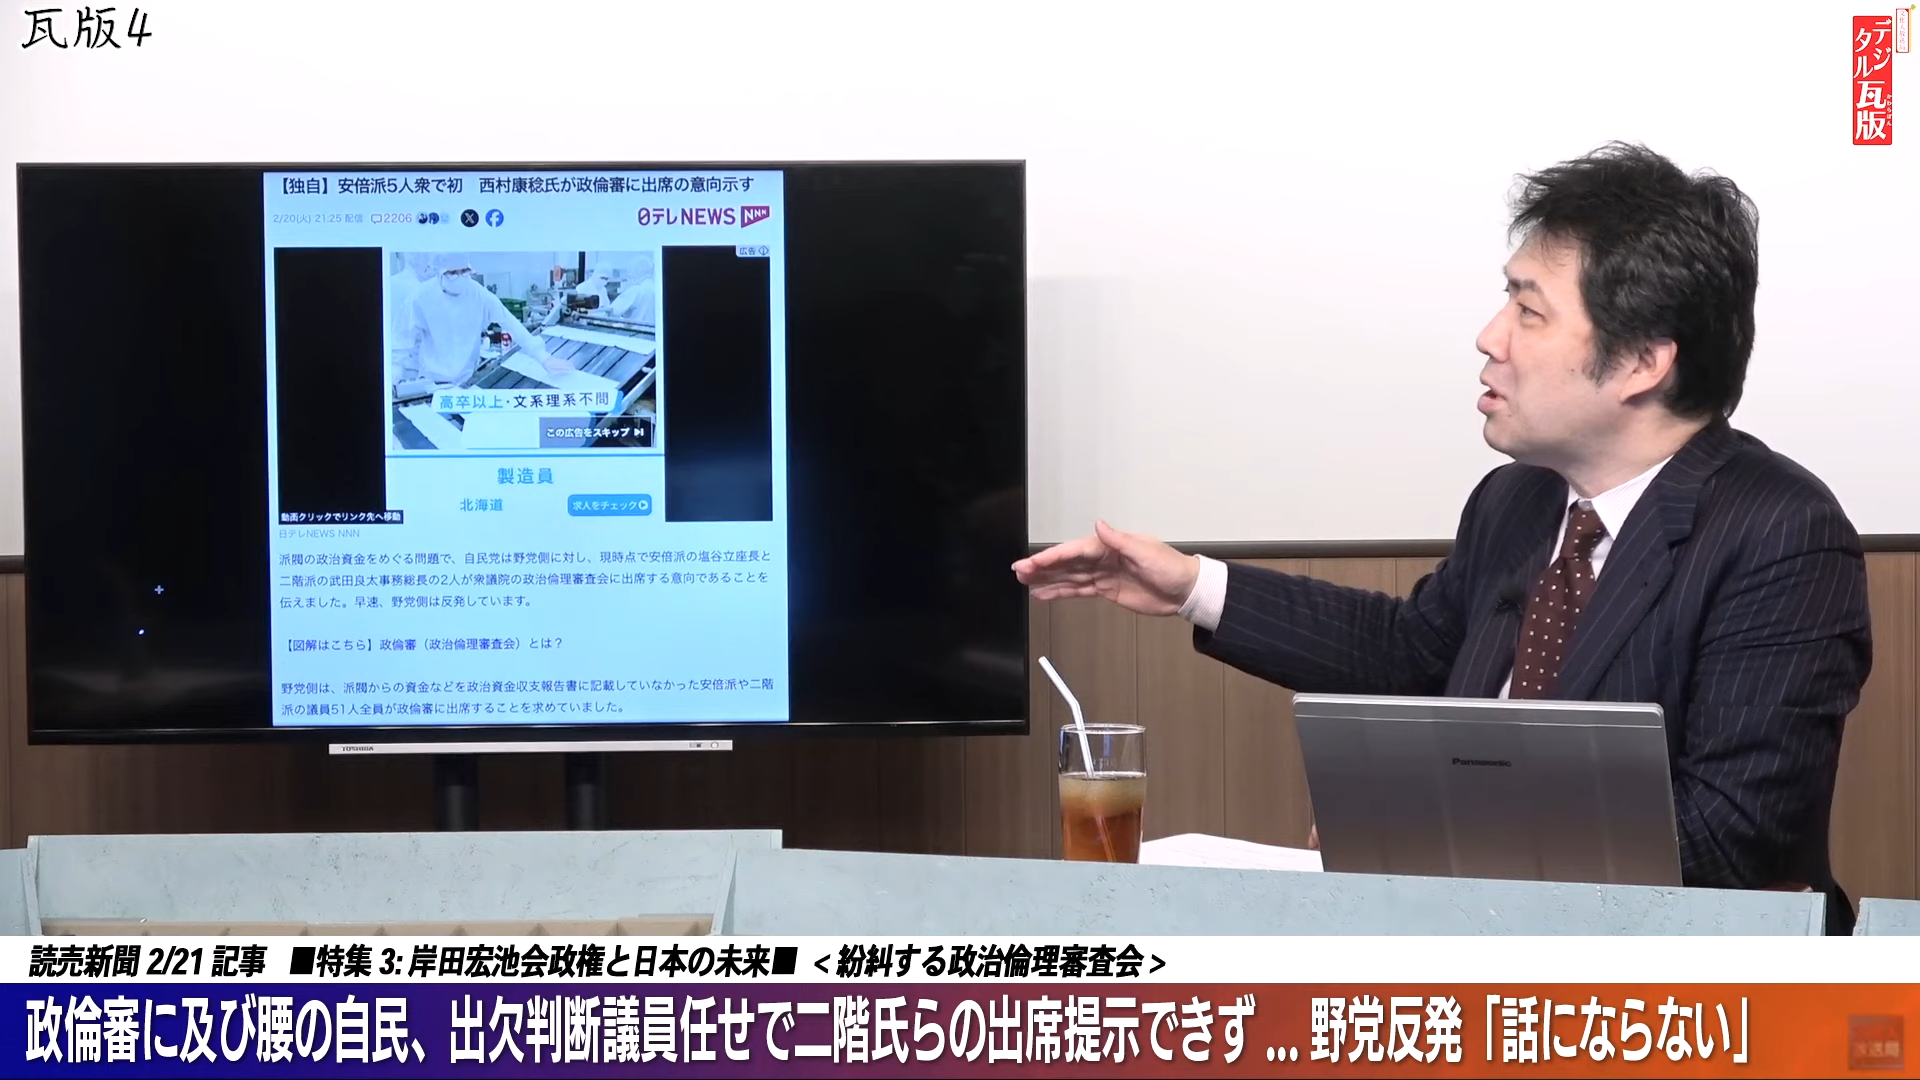 瓦版4
デジタル瓦版
【独自】安倍派5人衆で初　西村康稔氏が政倫審に出席の意向示す
2/20(火) 21:25 配信 2206
日テレNEWS NNN
広告
高卒以上・文系理系不問
この広告をスキップ
製造員
北海道
求人をチェック
動画クリックでリンク先へ移動
日テレNEWS NNN
派閥の政治資金をめぐる問題で、自民党は野党側に対し、現時点で安倍派の塩谷立座長と
二階派の武田良太事務総長の2人が衆議院の政治倫理審査会に出席する意向であることを
伝えました。早速、野党側は反発しています。
【図解はこちら】政倫審（政治倫理審査会）とは？
野党側は、派閥からの資金などを政治資金収支報告書に記載していなかった安倍派や二階
派の議員51人全員が政倫審に出席することを求めていました。
TOSHIBA
Panasonic
読売新聞 2/21 記事 ■特集 3: 岸田宏池会政権と日本の未来■ <紛糾する政治倫理審査会>
政倫審に及び腰の自民、出欠判断議員任せで二階氏らの出席提示できず...野党反発「話にならない」